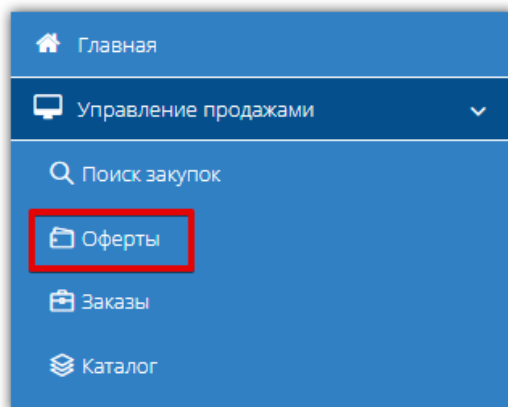 Главная
Управление продажами
Поиск закупок
Оферты
Заказы
Каталог